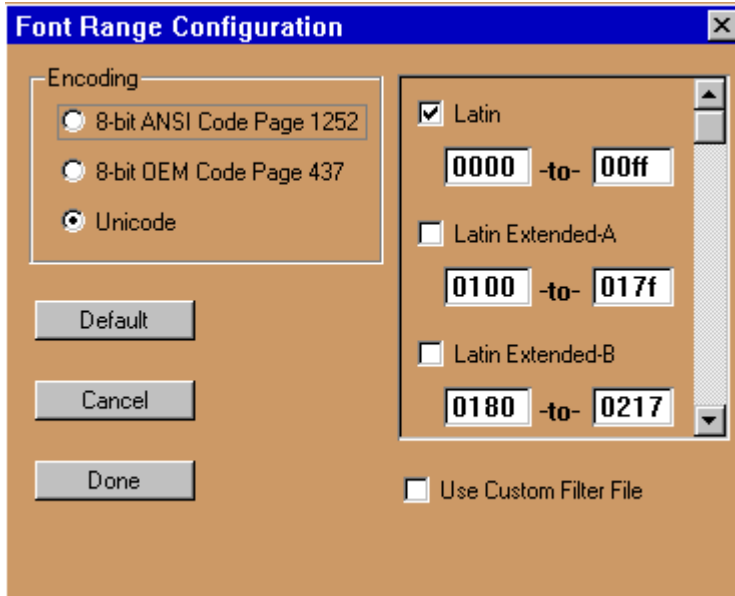 Font Range Configuration
Encoding
8-bit ANSI Code Page 1252
8-bit OEM Code Page 437
Unicode
Default
Cancel
Done
Latin
0000 -to- 00ff
Latin Extended-A
0100 -to- 017f
Latin Extended-B
0180 -to- 0217
Use Custom Filter File